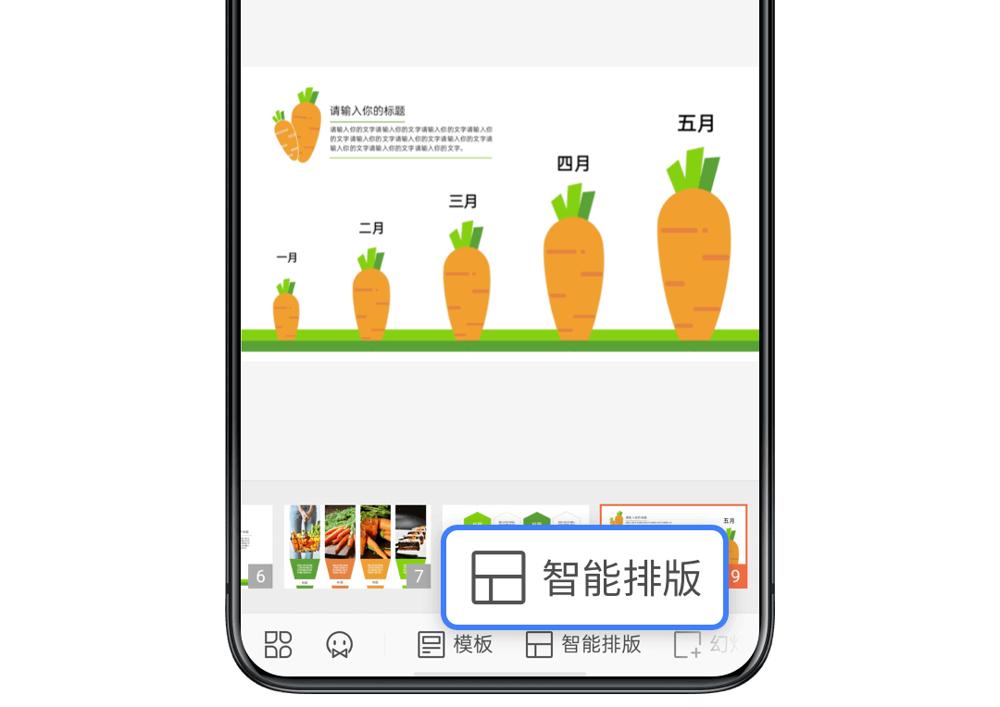 请输入你的标题
请输入你的文字请输入你的文字请输入你的文字请输入你
的文字请输入你的文字请输入你的文字请输入你的文字请
输入你的文字请输入你的文字请输入你的文字。
一月
二月
三月
四月
五月
6
7
五月
9
智能排版
模板
智能排版